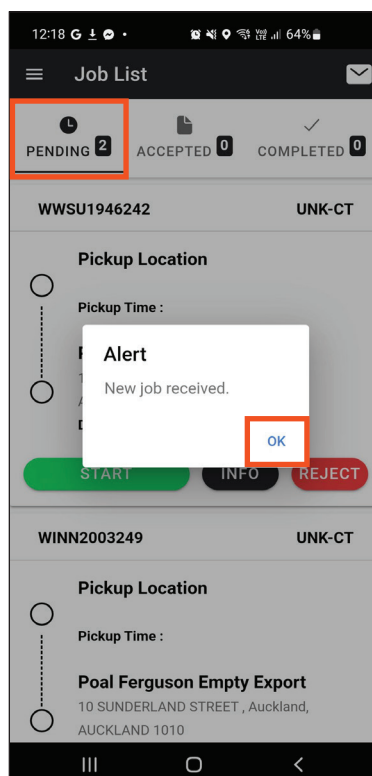 12:18 G 64%
Job List
PENDING 2 ACCEPTED 0 COMPLETED 0
WWSU1946242 UNK-CT
Pickup Location
Pickup Time :
Alert
New job received.
OK
START INFO REJECT
WINN2003249 UNK-CT
Pickup Location
Pickup Time :
Poal Ferguson Empty Export
10 SUNDERLAND STREET , Auckland,
AUCKLAND 1010